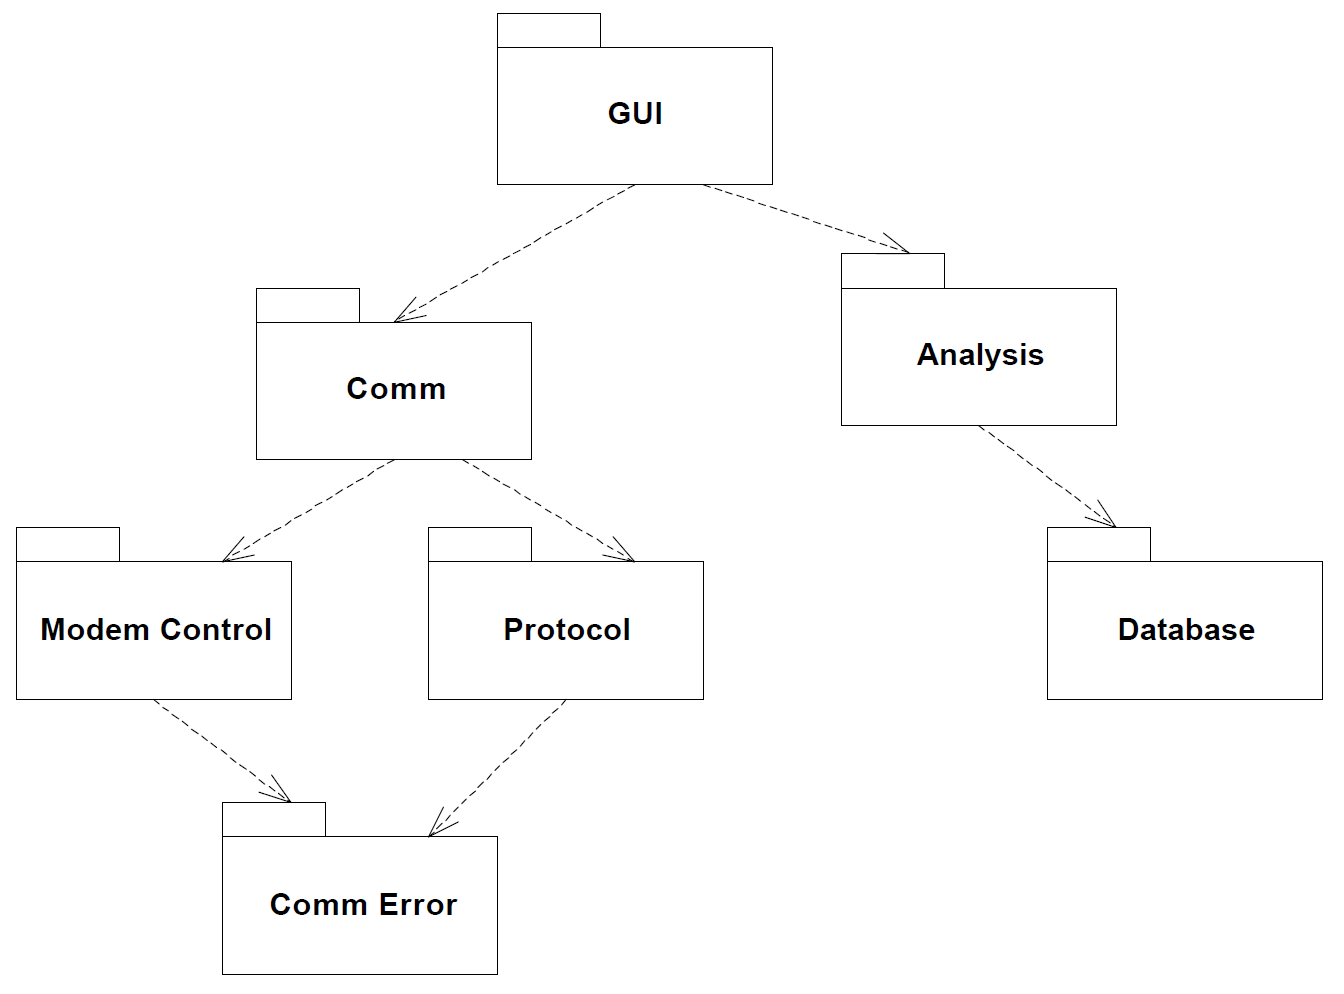 GUI
Analysis
Comm
Modem Control
Protocol
Database
Comm Error